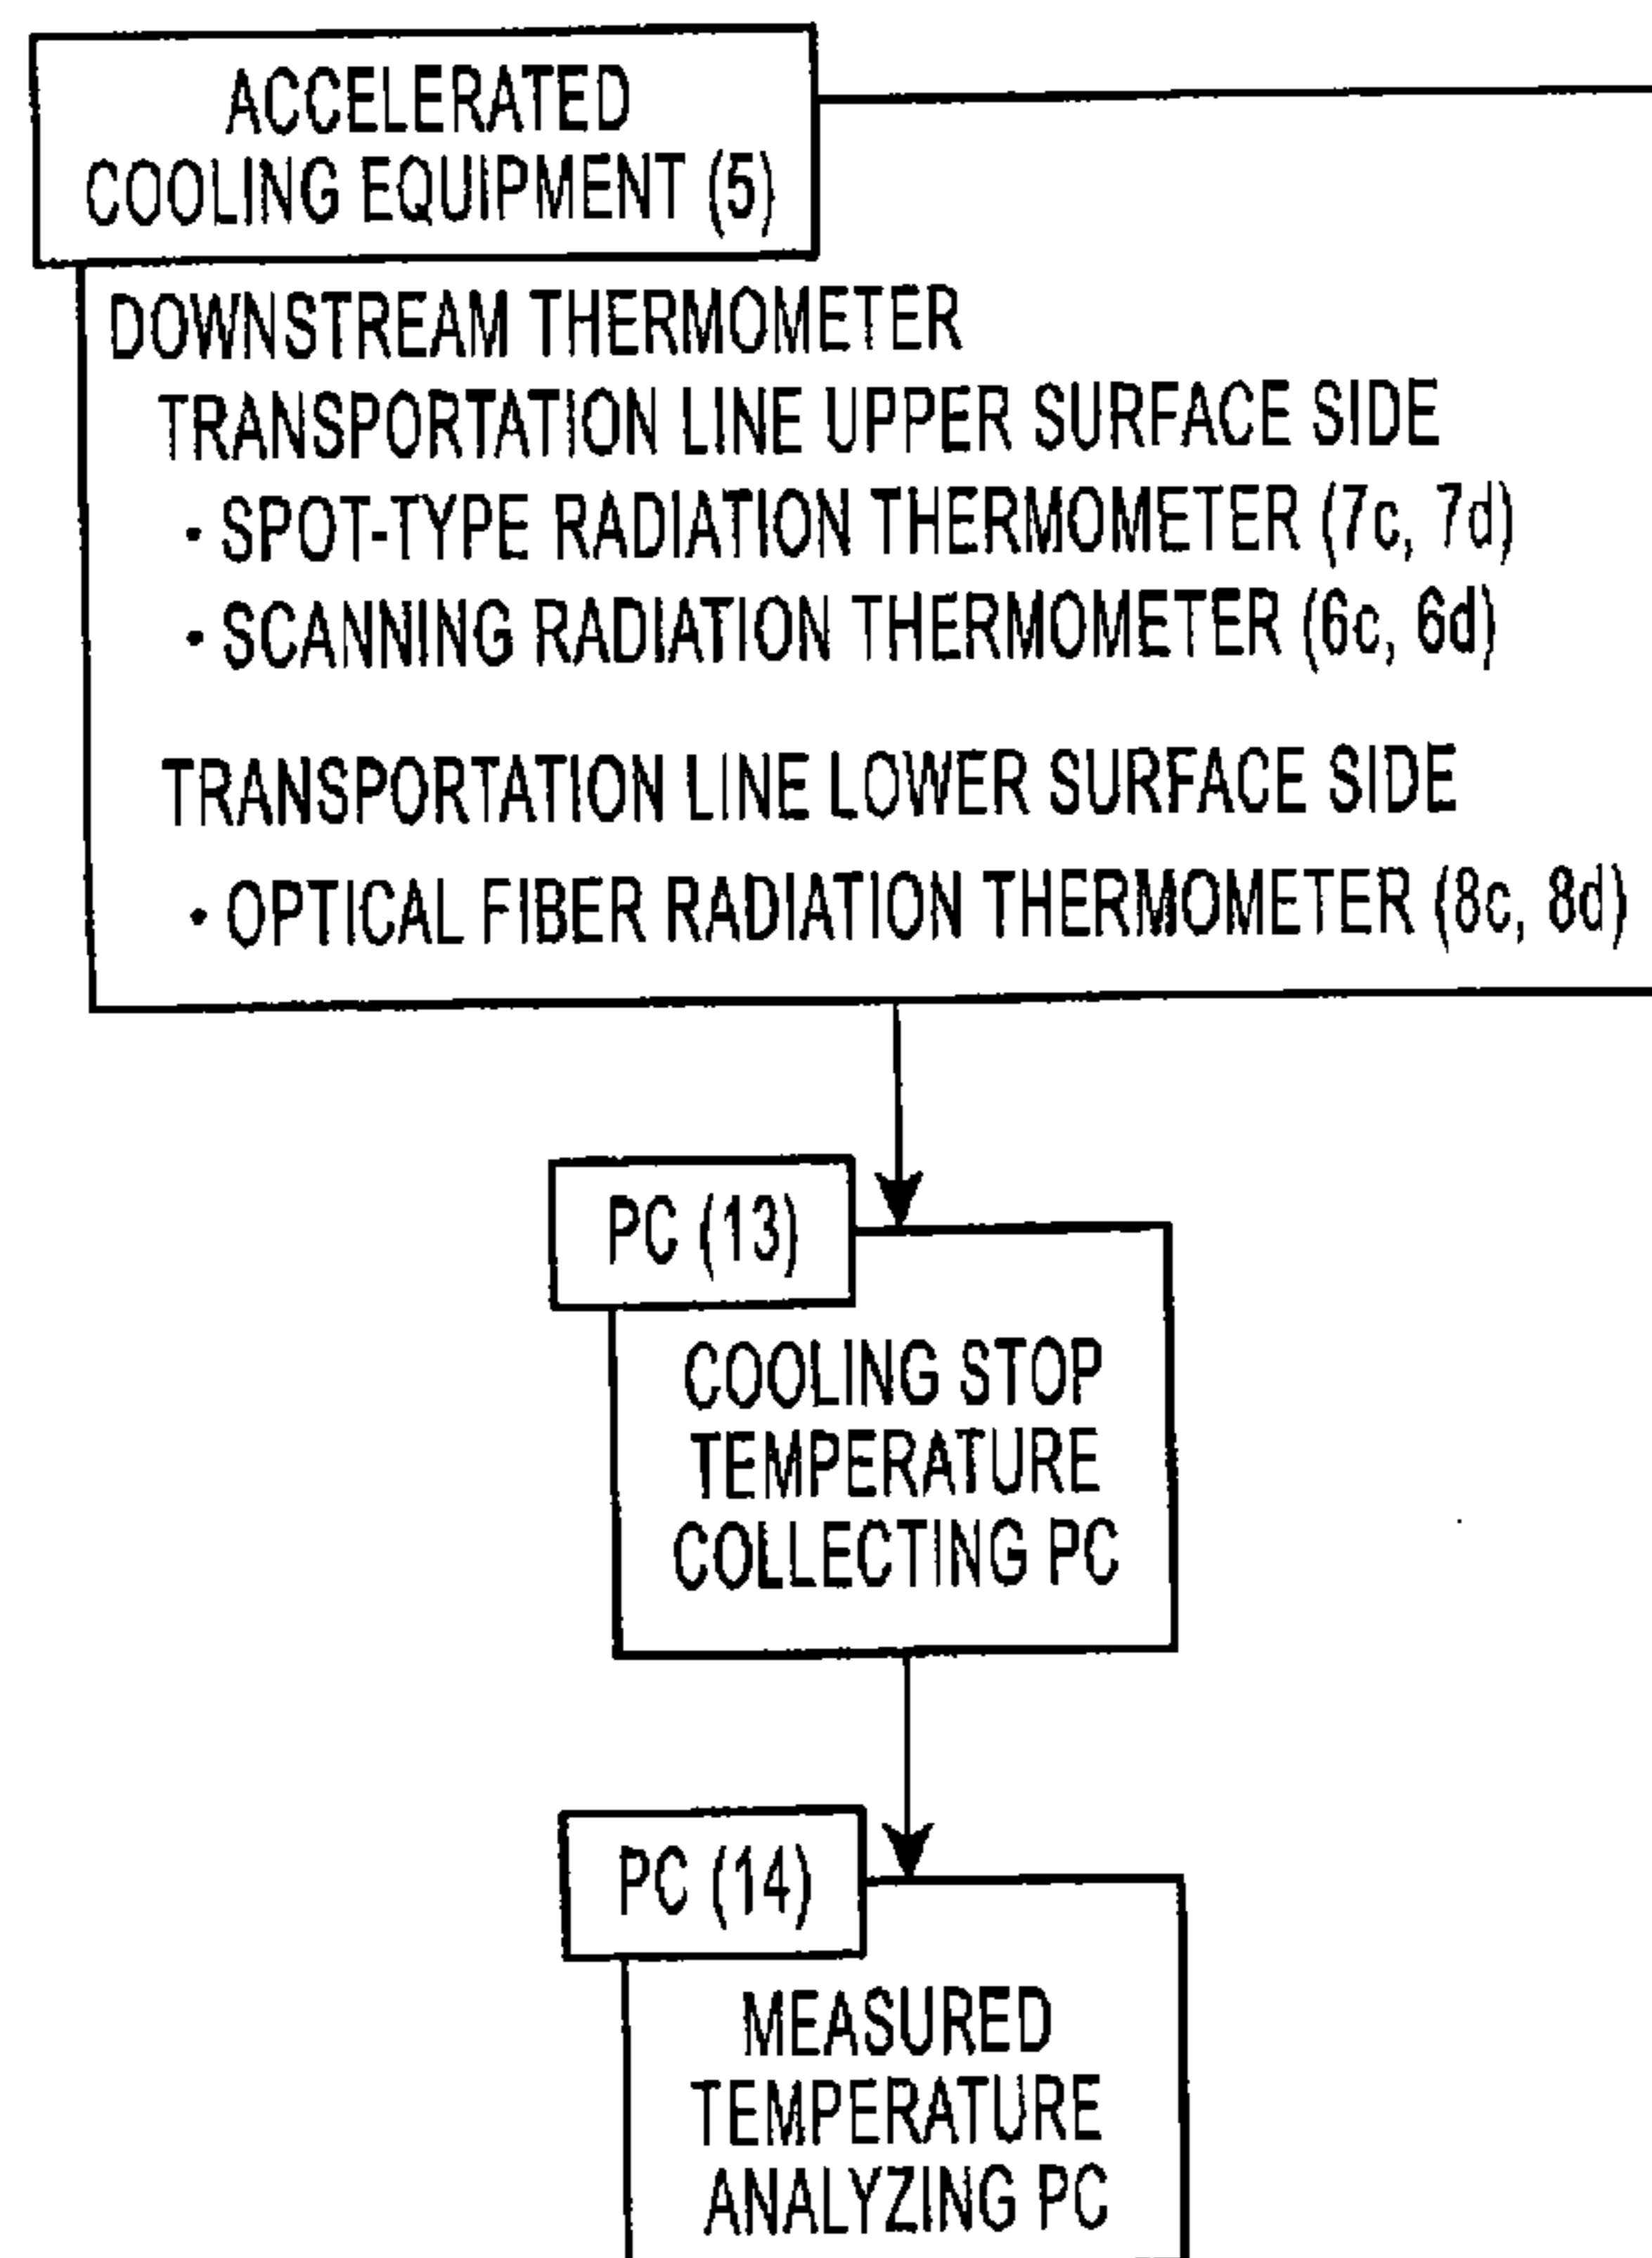 ACCELERATED
COOLING EQUIPMENT (5)
DOWNSTREAM THERMOMETER
TRANSPORTATION LINE UPPER SURFACE SIDE
• SPOT-TYPE RADIATION THERMOMETER (7c, 7d)
• SCANNING RADIATION THERMOMETER (6c, 6d)
TRANSPORTATION LINE LOWER SURFACE SIDE
• OPTICAL FIBER RADIATION THERMOMETER (8c, 8d)
PC (13)
COOLING STOP
TEMPERATURE
COLLECTING PC
PC (14)
MEASURED
TEMPERATURE
ANALYZING PC